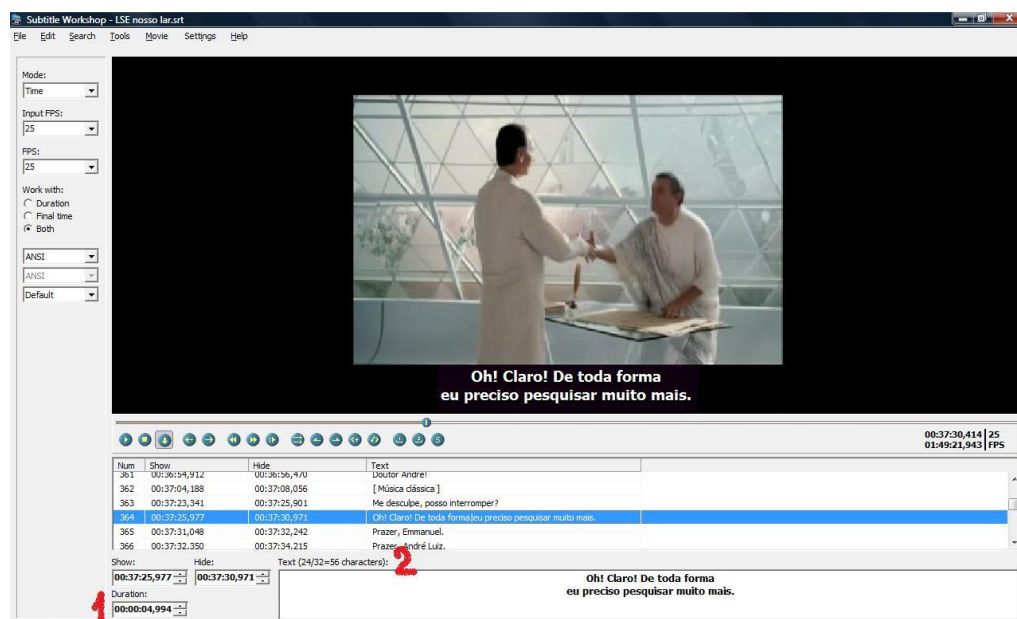 Subtitle Workshop - LSE nosso lar.srt
File Edit Search Tools Movie Settings Help
Mode:
Time
Input FPS:
25
FPS:
25
Work with:
Duration
Final time
Both
ANSI
ANSI
Default
Oh! Claro! De toda forma
eu preciso pesquisar muito mais.
00:37:30,414 25
01:49:21,943 FPS
Num Show Hide Text
361 00:36:54,912 00:36:56,470 Doutor André!
362 00:37:04,188 00:37:08,056 [ Música clássica ]
363 00:37:23,341 00:37:25,901 Me desculpe, posso interromper?
364 00:37:25,977 00:37:30,971 Oh! Claro! De toda forma|eu preciso pesquisar muito mais.
365 00:37:31,048 00:37:32,242 Prazer, Emmanuel.
366 00:37:32,350 00:37:34,215 Prazer, André Luiz.
2
Show: Hide: Text (24/32=56 characters):
00:37:25,977 00:37:30,971
Oh! Claro! De toda forma
eu preciso pesquisar muito mais.
Duration:
1
00:00:04,994